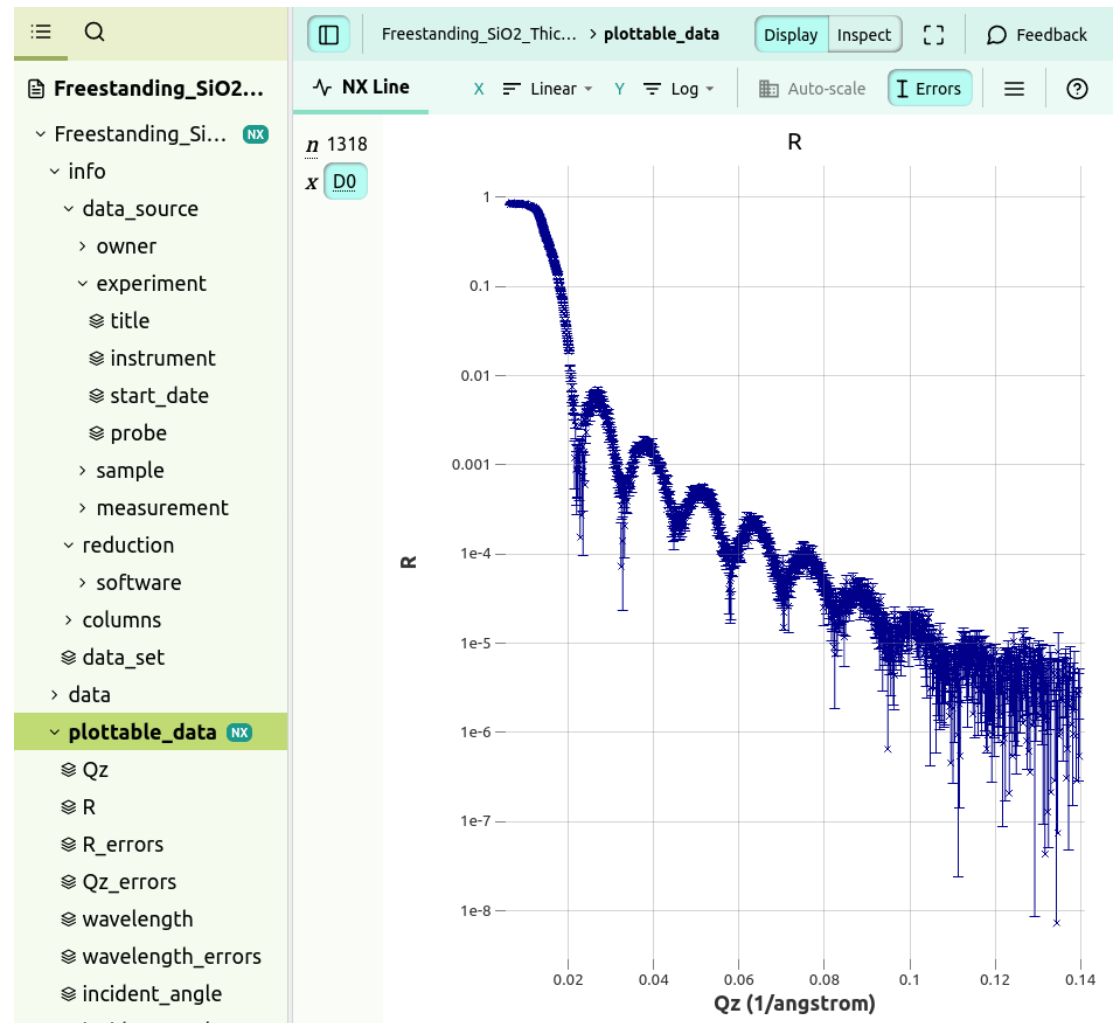 Freestanding_SiO2_Thic... > plottable_data Display Inspect Feedback
Freestanding_SiO2...
NX Line X Linear Y Log Auto-scale Errors
Freestanding_Si... NX
info
data_source
owner
experiment
title
instrument
start_date
probe
sample
measurement
reduction
software
columns
data_set
data
plottable_data NX
Qz
R
R_errors
Qz_errors
wavelength
wavelength_errors
incident_angle
n 1318
x D0
R
1
0.1
0.01
0.001
1e-4
1e-5
1e-6
1e-7
1e-8
R
0.02 0.04 0.06 0.08 0.1 0.12 0.14
Qz (1/angstrom)